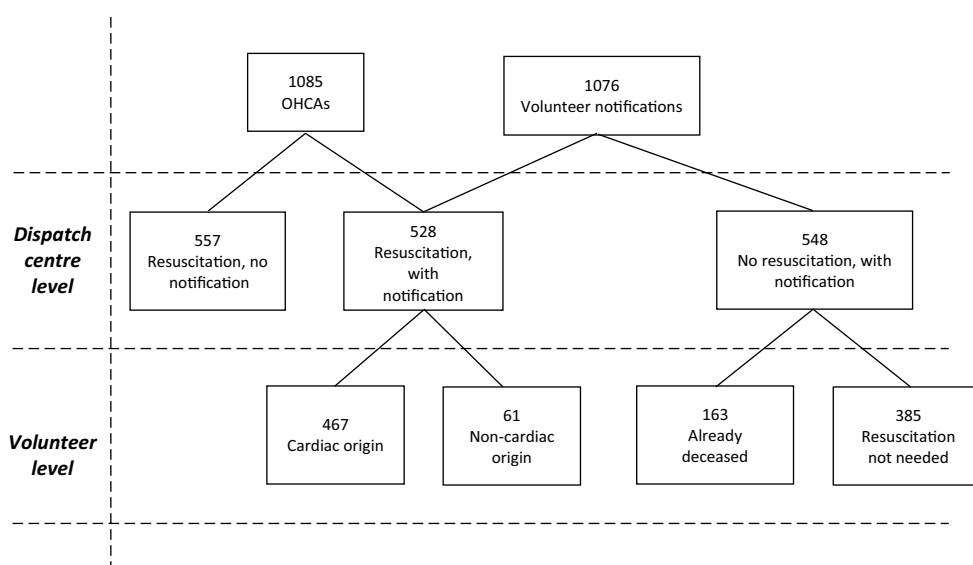 1085
OHCAs
1076
Volunteer notifications
Dispatch
centre
level
557
Resuscitation, no
notification
528
Resuscitation,
with
notification
548
No resuscitation, with
notification
Volunteer
level
467
Cardiac origin
61
Non-cardiac
origin
163
Already
deceased
385
Resuscitation
not needed